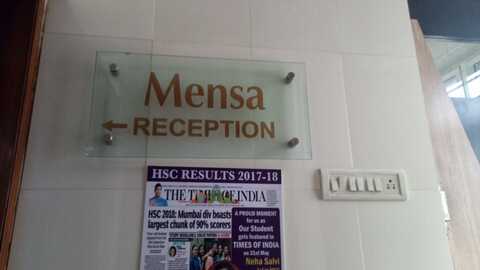 Mensa
← RECEPTION
HSC RESULTS 2017-18
THE TIMES OF INDIA
HSC 2018: Mumbai div boasts
largest chunk of 90% scorers
A PROUD MOMENT
for us as
Our Student
gets featured in
TIMES OF INDIA
on 31st May
Neha Salvi